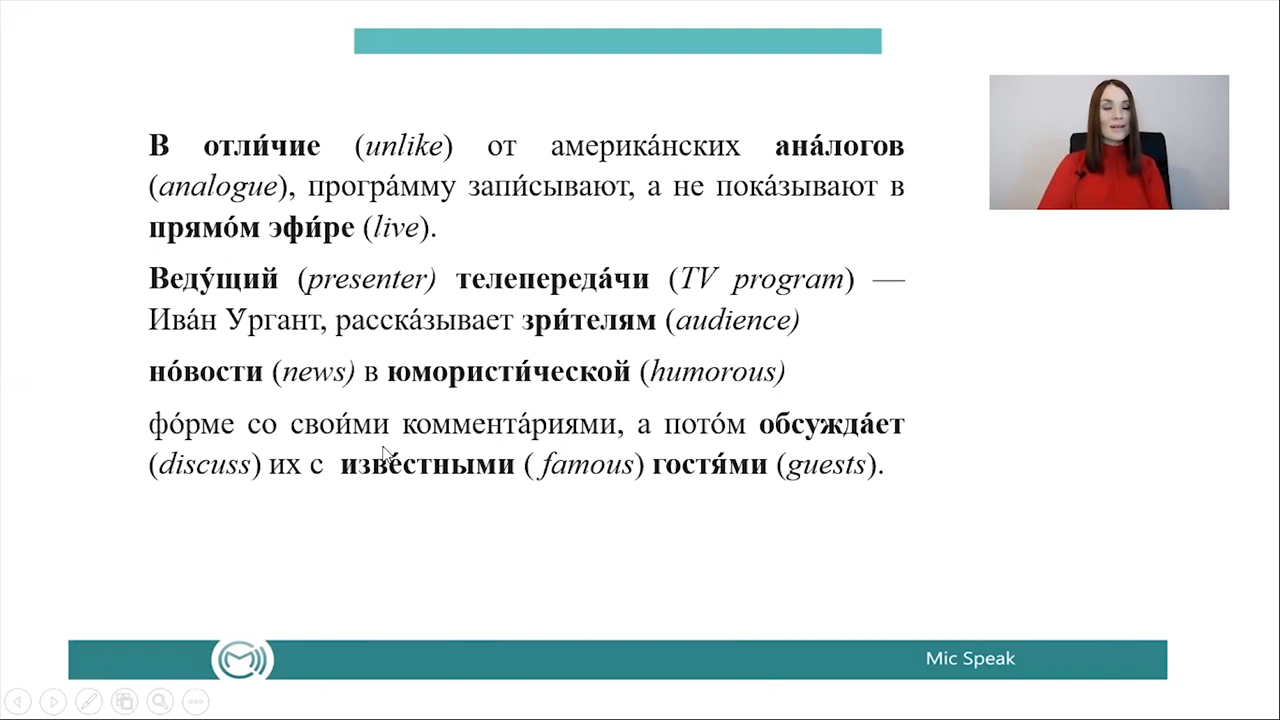 В отли́чие (unlike) от америка́нских ана́логов
(analogue), програ́мму запи́сывают, а не пока́зывают в
прямо́м эфи́ре (live).
Веду́щий (presenter) телепереда́чи (TV program) —
Ива́н У́ргант, расска́зывает зри́телям (audience)
но́вости (news) в юмористи́ческой (humorous)
фо́рме со свои́ми коммента́риями, а пото́м обсужда́ет
(discuss) их с изве́стными ( famous) гостя́ми (guests).
Mic Speak